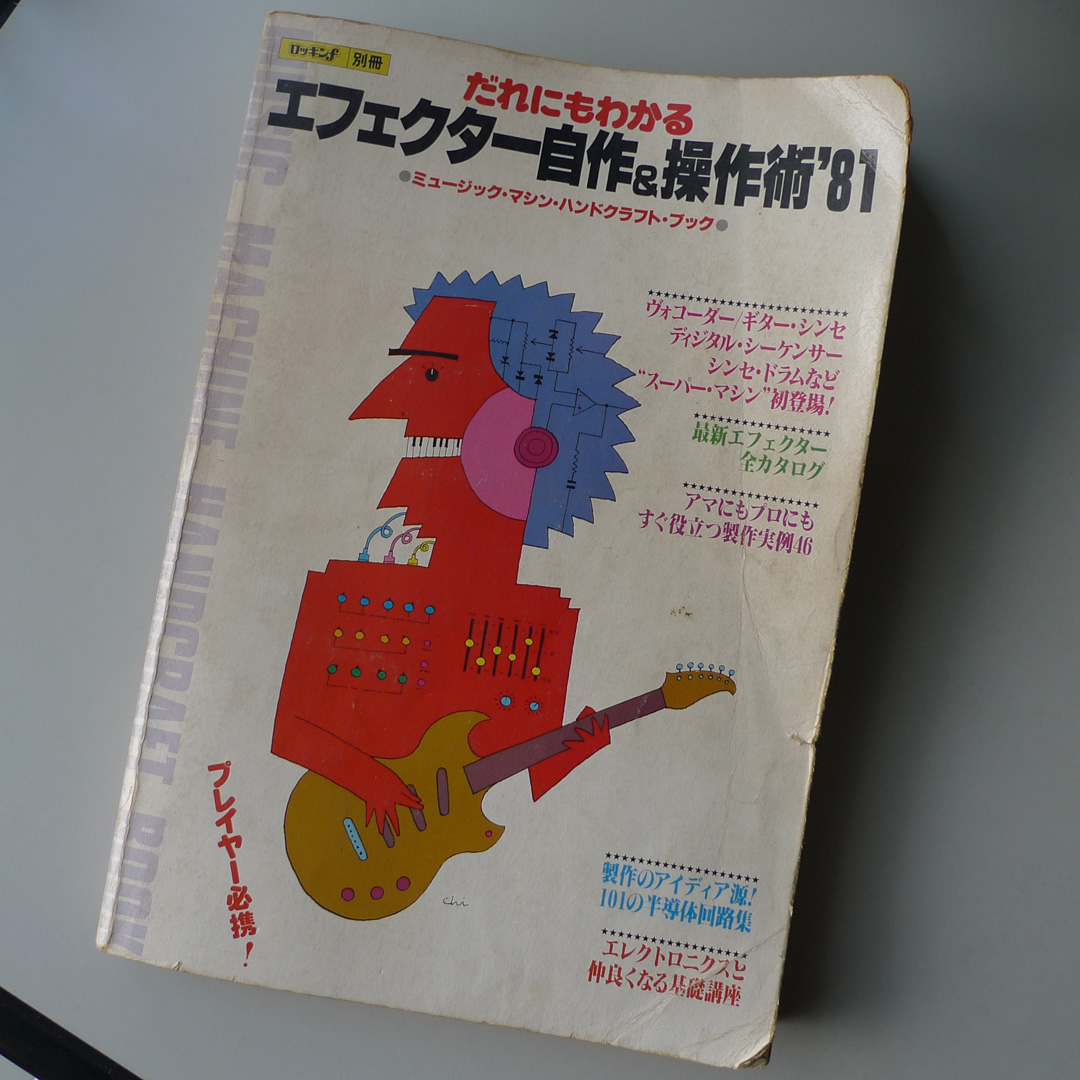 ロッキンf 別冊
だれにもわかる
エフェクター自作&操作術'81
●ミュージック・マシン・ハンドクラフト・ブック●
ヴォコーダー/ギター・シンセ
ディジタル・シーケンサー
シンセ・ドラムなど
“スーパー・マシン”初登場!
最新エフェクター
全カタログ
アマにもプロにも
すぐ役立つ製作実例46
プレイヤー必携!
製作のアイディア源!
101の半導体回路集
エレクトロニクスと
仲良くなる基礎講座
chi
MACHINE HANDCRAFT BOOK